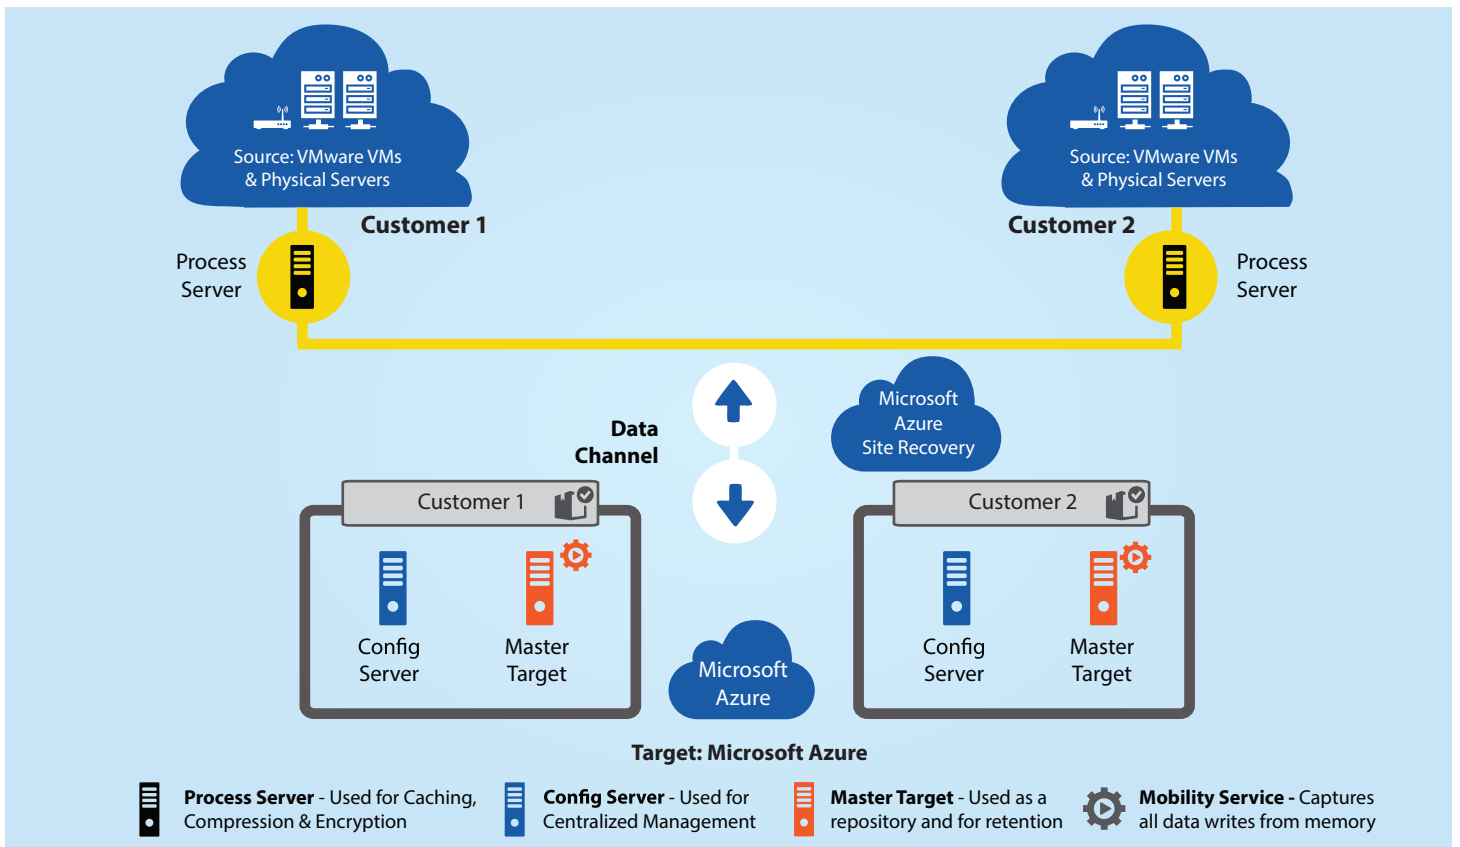 Source: VMware VMs
& Physical Servers
Customer 1
Source: VMware VMs
& Physical Servers
Customer 2
Process
Server
Process
Server
Data
Channel
Microsoft
Azure
Site Recovery
Customer 1
Config
Server
Master
Target
Customer 2
Config
Server
Master
Target
Microsoft
Azure
Target: Microsoft Azure
Process Server - Used for Caching,
Compression & Encryption
Config Server - Used for
Centralized Management
Master Target - Used as a
repository and for retention
Mobility Service - Captures
all data writes from memory